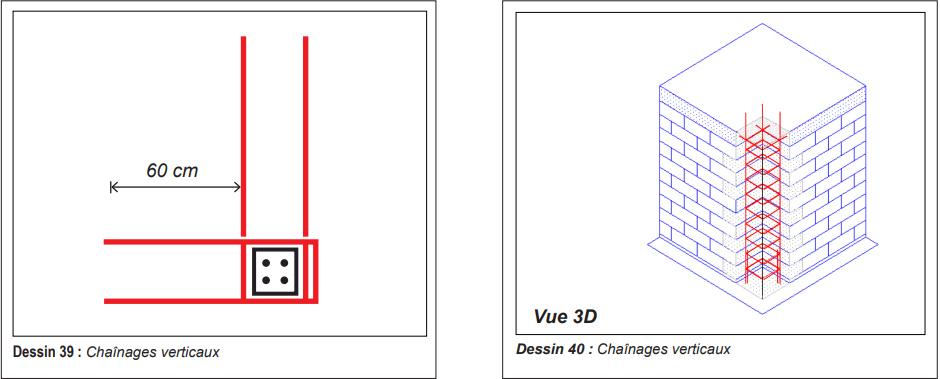 60 cm
Dessin 39 : Chaînages verticaux
Vue 3D
Dessin 40 : Chaînages verticaux